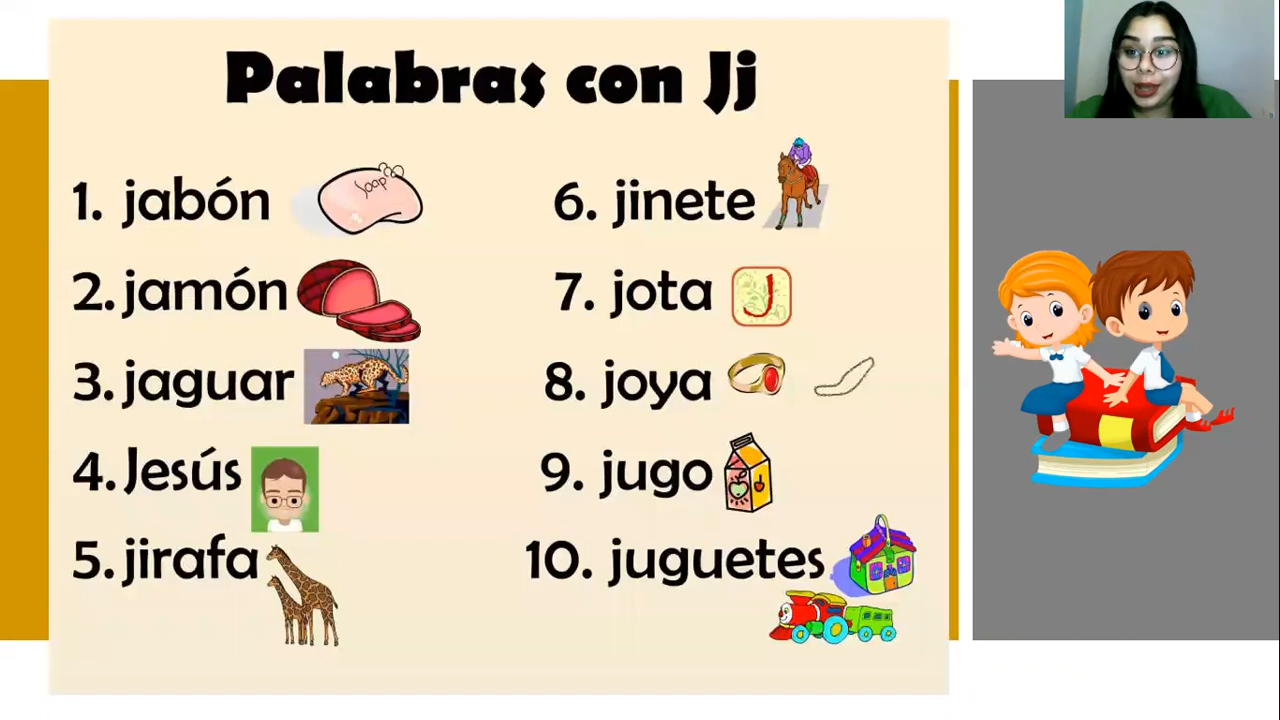 Palabras con Jj
1. jabón
soap
2. jamón
3. jaguar
4. Jesús
5. jirafa
6. jinete
7. jota
J
8. joya
9. jugo
10. juguetes